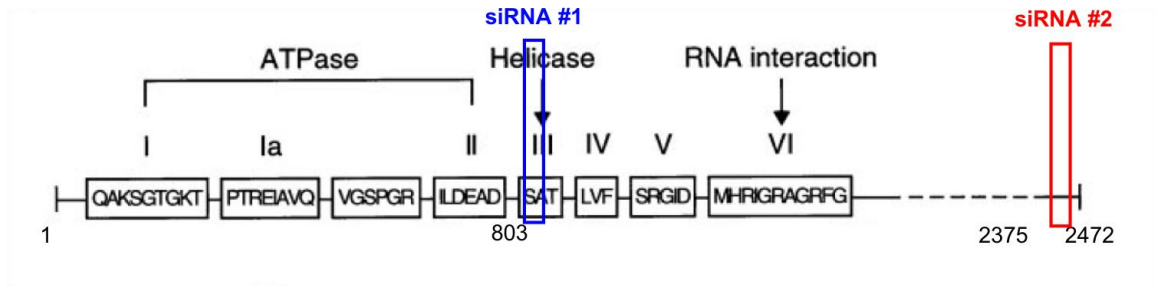 siRNA #1 siRNA #2
ATPase Helicase RNA interaction
I Ia II III IV V VI
QAKSGTGKT PTREIAVQ VGSPGR ILDEAD SAT LVF SRGID MHRIGRAGRFG
1 803 2375 2472